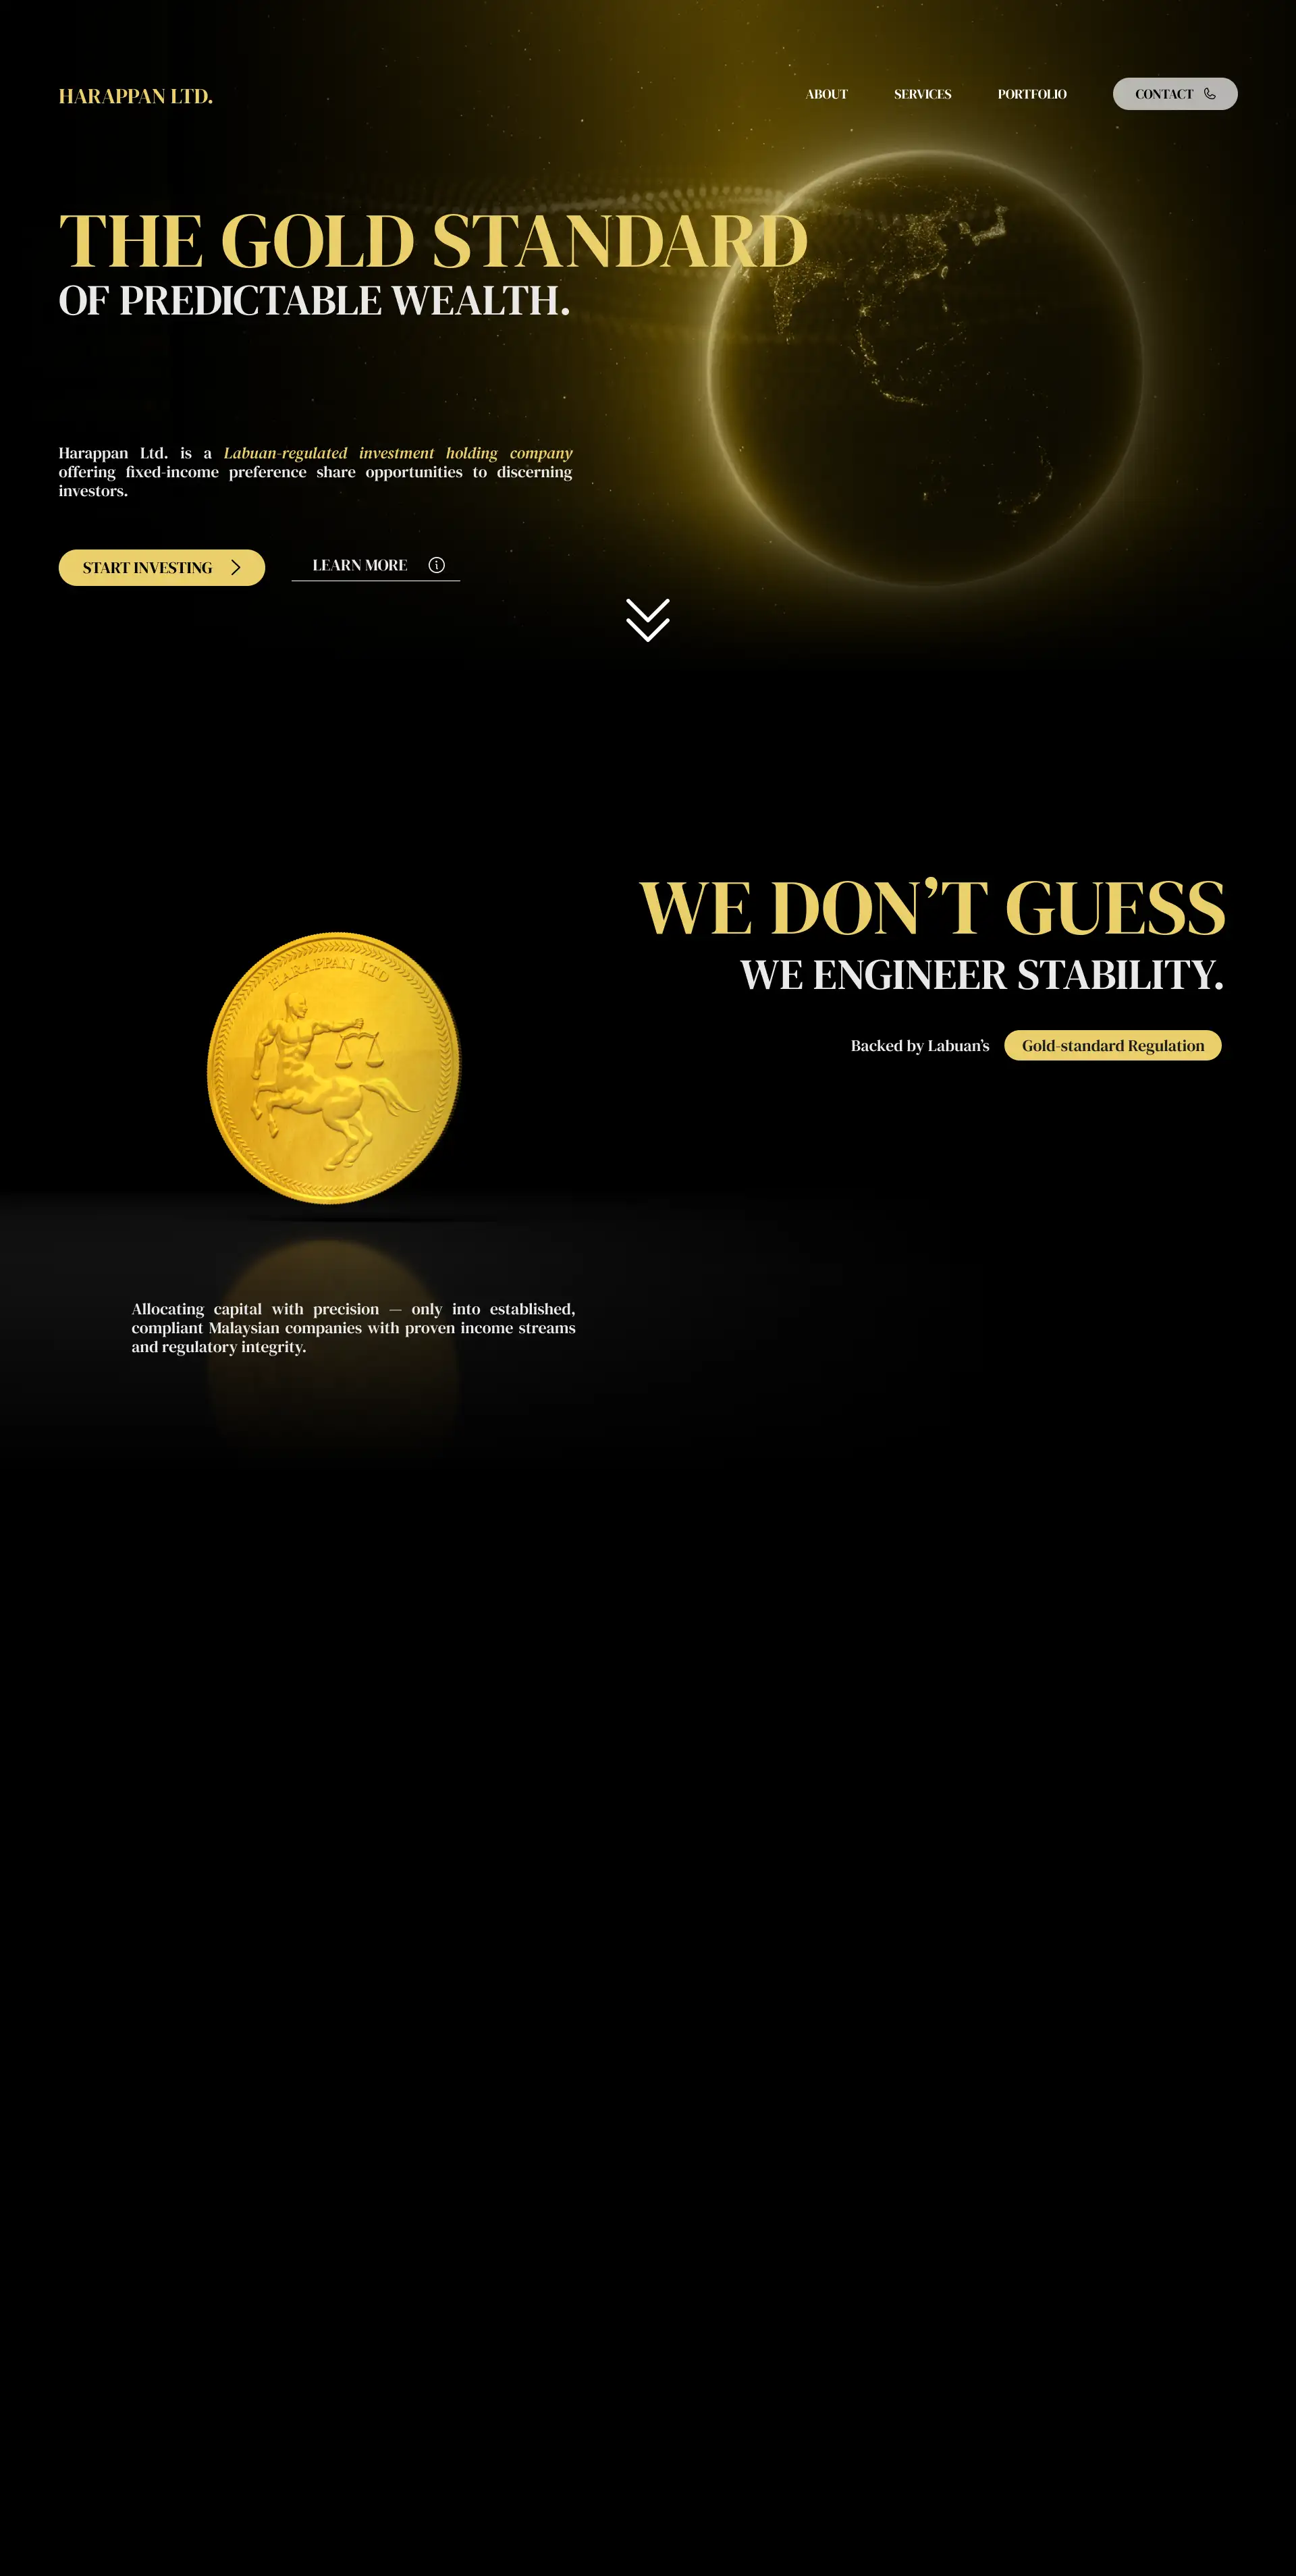 HARAPPAN LTD.
ABOUT
SERVICES
PORTFOLIO
CONTACT
THE GOLD STANDARD
OF PREDICTABLE WEALTH.
Harappan Ltd. is a Labuan-regulated investment holding company
offering fixed-income preference share opportunities to discerning
investors.
START INVESTING
LEARN MORE
WE DON’T GUESS
WE ENGINEER STABILITY.
Backed by Labuan’s Gold-standard Regulation
HARAPPAN LTD
Allocating capital with precision — only into established,
compliant Malaysian companies with proven income streams
and regulatory integrity.